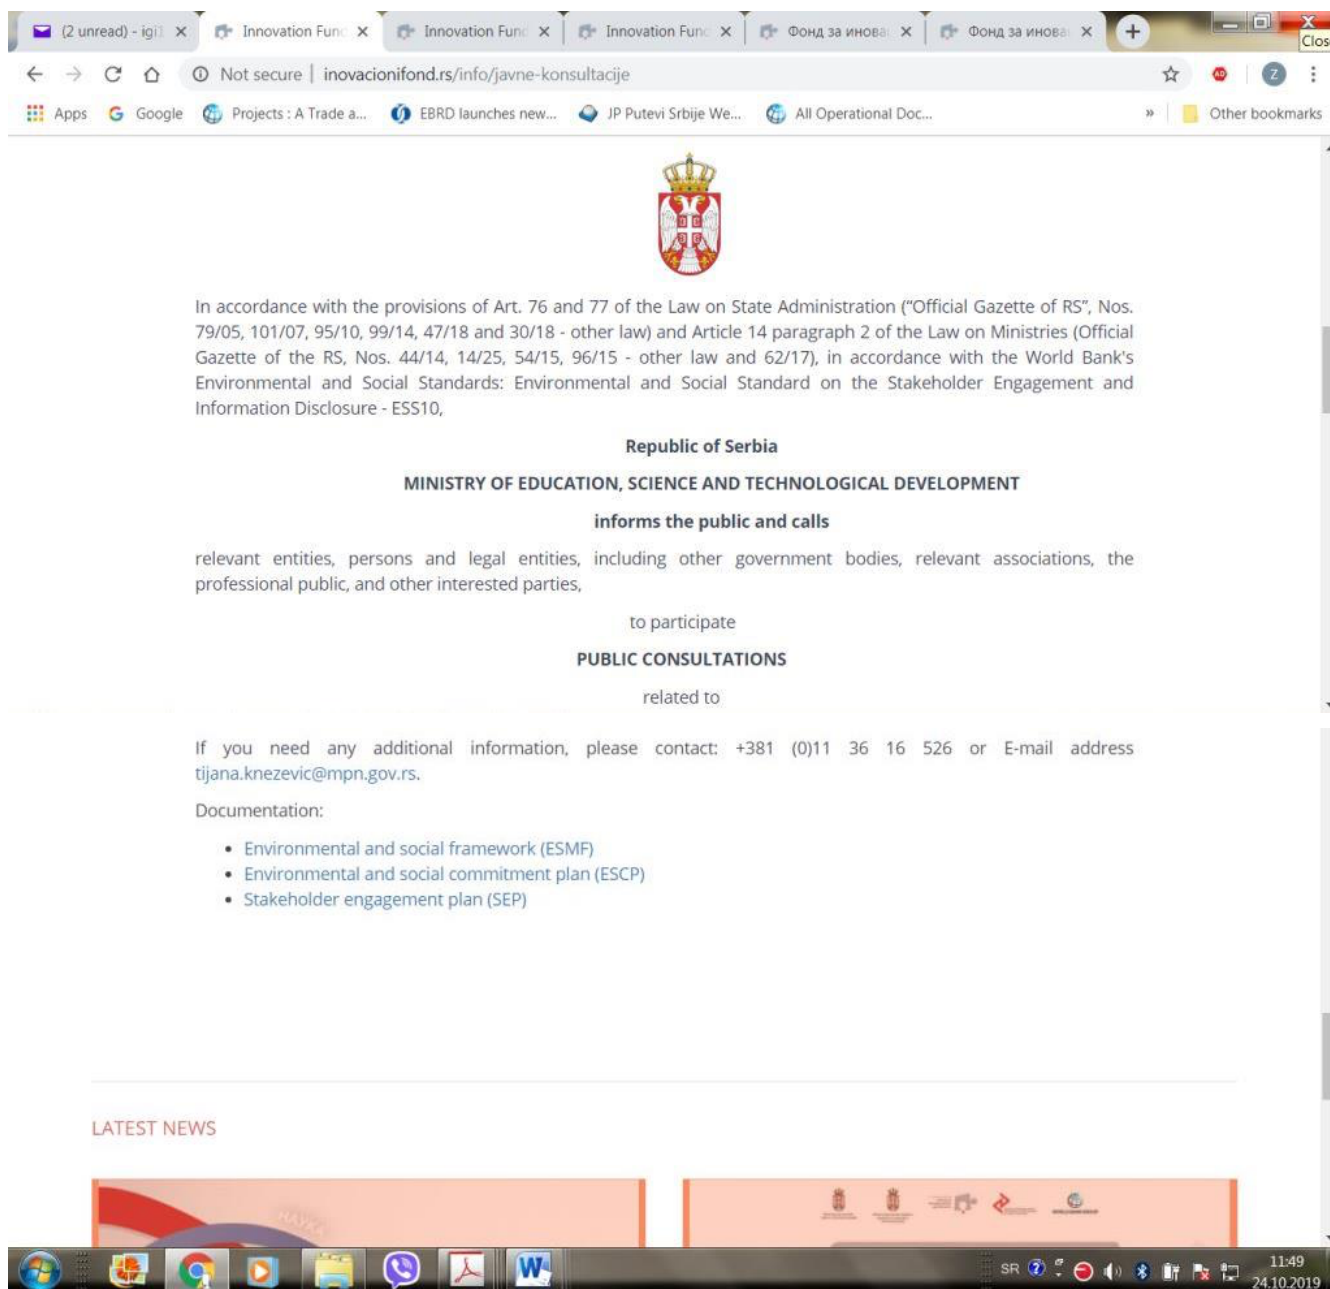 (2 unread) - igi1
Innovation Func
Innovation Func
Innovation Func
Фонд за инова
Фонд за инова
Clos
Not secure | inovacionifond.rs/info/javne-konsultacije
Z
Apps
Google
Projects : A Trade a...
EBRD launches new...
JP Putevi Srbije We...
All Operational Doc...
»
Other bookmarks
In accordance with the provisions of Art. 76 and 77 of the Law on State Administration (“Official Gazette of RS”, Nos.
79/05, 101/07, 95/10, 99/14, 47/18 and 30/18 - other law) and Article 14 paragraph 2 of the Law on Ministries (Official
Gazette of the RS, Nos. 44/14, 14/25, 54/15, 96/15 - other law and 62/17), in accordance with the World Bank's
Environmental and Social Standards: Environmental and Social Standard on the Stakeholder Engagement and
Information Disclosure - ESS10,
Republic of Serbia
MINISTRY OF EDUCATION, SCIENCE AND TECHNOLOGICAL DEVELOPMENT
informs the public and calls
relevant entities, persons and legal entities, including other government bodies, relevant associations, the
professional public, and other interested parties,
to participate
PUBLIC CONSULTATIONS
related to
If you need any additional information, please contact: +381 (0)11 36 16 526 or E-mail address
tijana.knezevic@mpn.gov.rs.
Documentation:
• Environmental and social framework (ESMF)
• Environmental and social commitment plan (ESCP)
• Stakeholder engagement plan (SEP)
LATEST NEWS
НАУКА
WORLD BANK GROUP
SR
11:49
24.10.2019